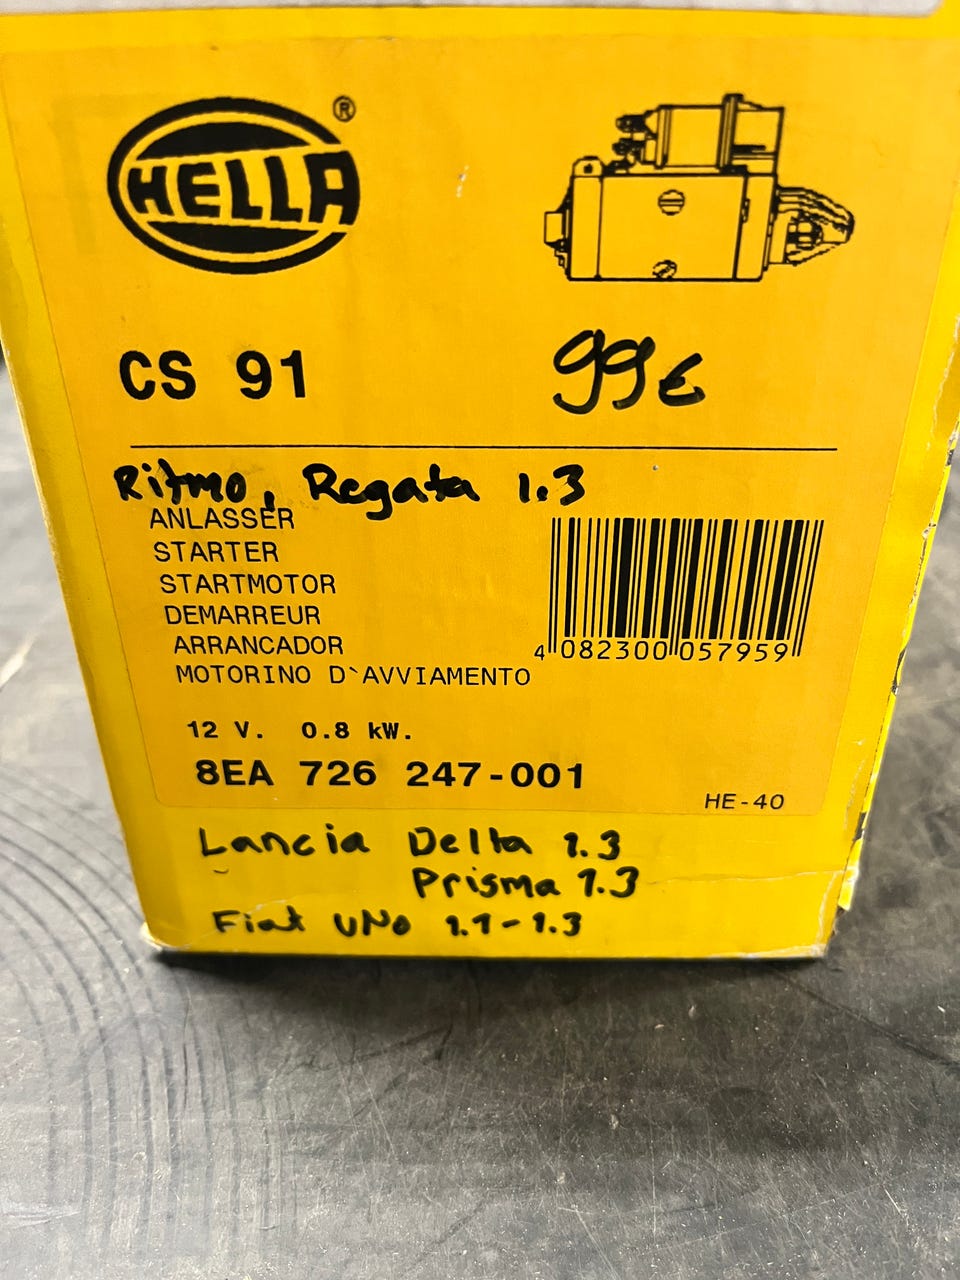 HELLA ®
CS 91
99€
Ritmo, Regata 1.3
ANLASSER
STARTER
STARTMOTOR
DEMARREUR
ARRANCADOR
MOTORINO D`AVVIAMENTO
4 082300 057959
12 V. 0.8 kW.
8EA 726 247-001
HE-40
Lancia Delta 1.3
Prisma 1.3
Fiat UNO 1.1-1.3